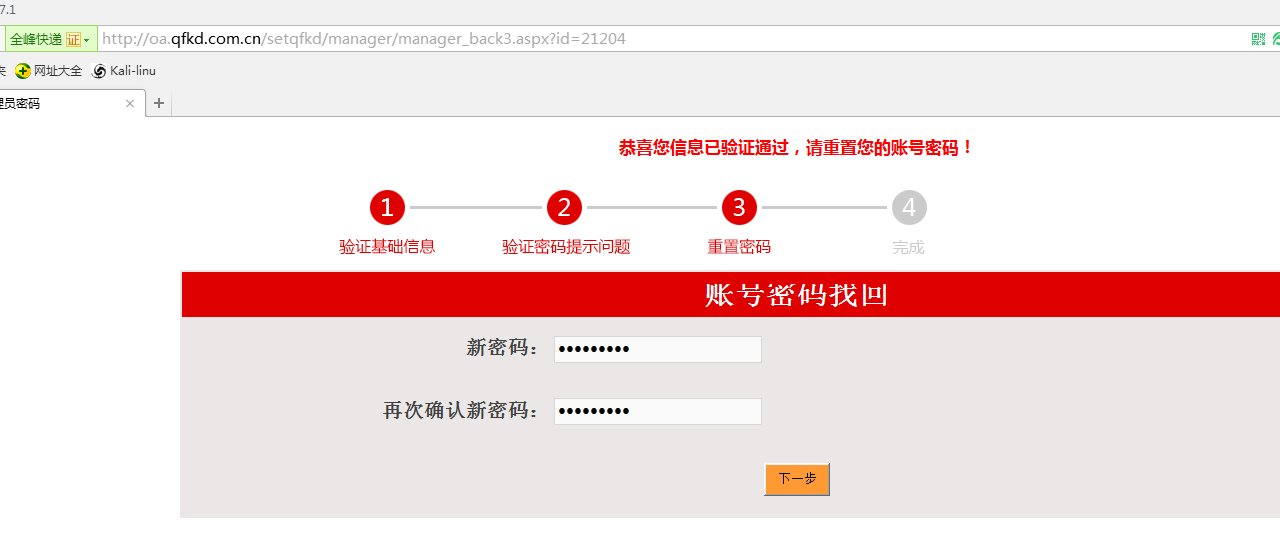 7.1
全峰快递 证 http://oa.qfkd.com.cn/setqfkd/manager/manager_back3.aspx?id=21204
网址大全 Kali-linu
员密码 × +
恭喜您信息已验证通过，请重置您的账号密码！
1 2 3 4
验证基础信息 验证密码提示问题 重置密码 完成
账号密码找回
新密码： •••••••••
再次确认新密码： •••••••••
下一步